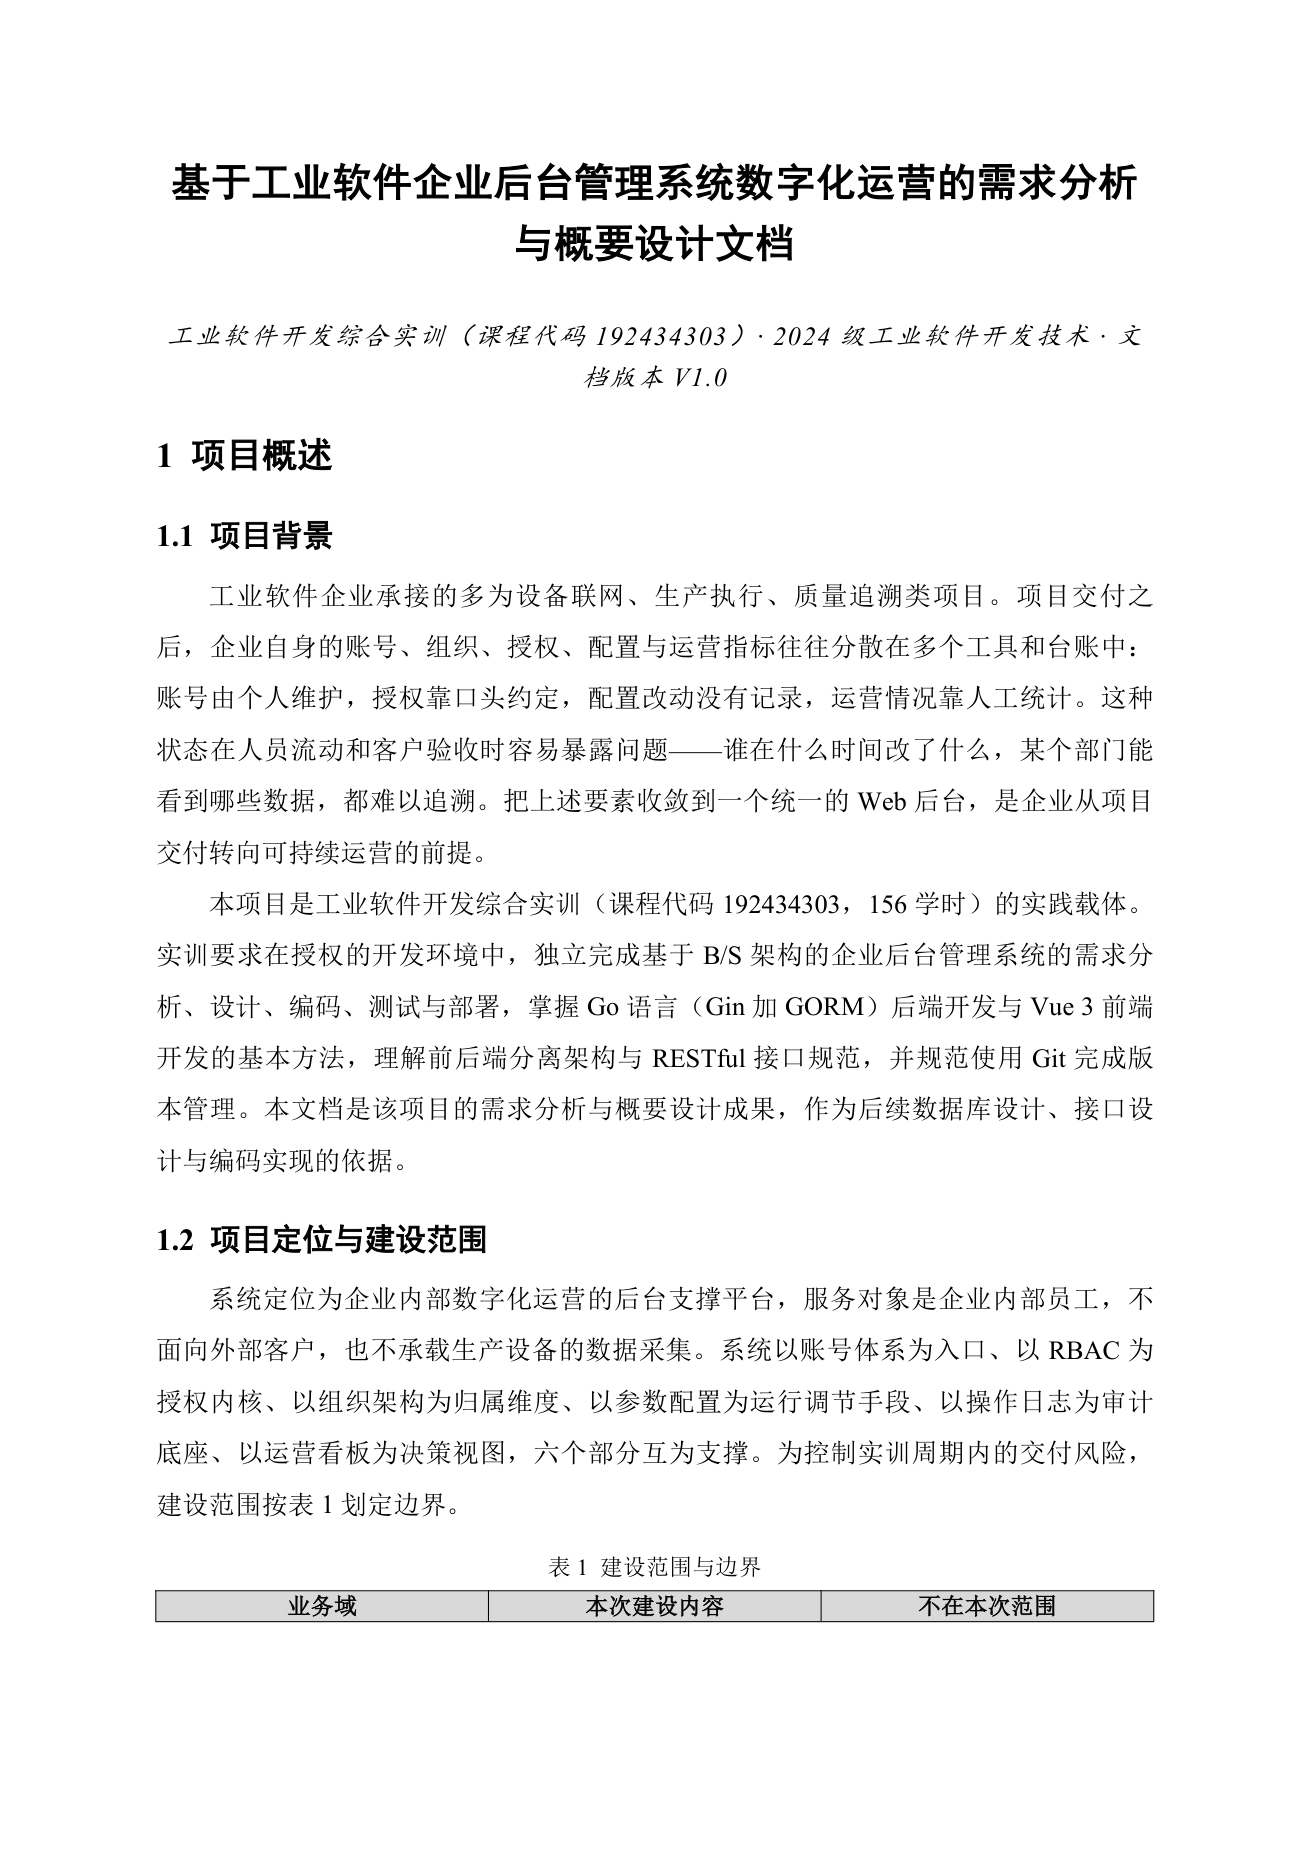 基于工业软件企业后台管理系统数字化运营的需求分析
与概要设计文档
工业软件开发综合实训（课程代码 192434303）· 2024 级工业软件开发技术 · 文
档版本 V1.0
1 项目概述
1.1 项目背景
工业软件企业承接的多为设备联网、生产执行、质量追溯类项目。项目交付之
后，企业自身的账号、组织、授权、配置与运营指标往往分散在多个工具和台账中：
账号由个人维护，授权靠口头约定，配置改动没有记录，运营情况靠人工统计。这种
状态在人员流动和客户验收时容易暴露问题——谁在什么时间改了什么，某个部门能
看到哪些数据，都难以追溯。把上述要素收敛到一个统一的 Web 后台，是企业从项目
交付转向可持续运营的前提。
本项目是工业软件开发综合实训（课程代码 192434303，156 学时）的实践载体。
实训要求在授权的开发环境中，独立完成基于 B/S 架构的企业后台管理系统的需求分
析、设计、编码、测试与部署，掌握 Go 语言（Gin 加 GORM）后端开发与 Vue 3 前端
开发的基本方法，理解前后端分离架构与 RESTful 接口规范，并规范使用 Git 完成版
本管理。本文档是该项目的需求分析与概要设计成果，作为后续数据库设计、接口设
计与编码实现的依据。
1.2 项目定位与建设范围
系统定位为企业内部数字化运营的后台支撑平台，服务对象是企业内部员工，不
面向外部客户，也不承载生产设备的数据采集。系统以账号体系为入口、以 RBAC 为
授权内核、以组织架构为归属维度、以参数配置为运行调节手段、以操作日志为审计
底座、以运营看板为决策视图，六个部分互为支撑。为控制实训周期内的交付风险，
建设范围按表 1 划定边界。
表 1 建设范围与边界
业务域 本次建设内容 不在本次范围